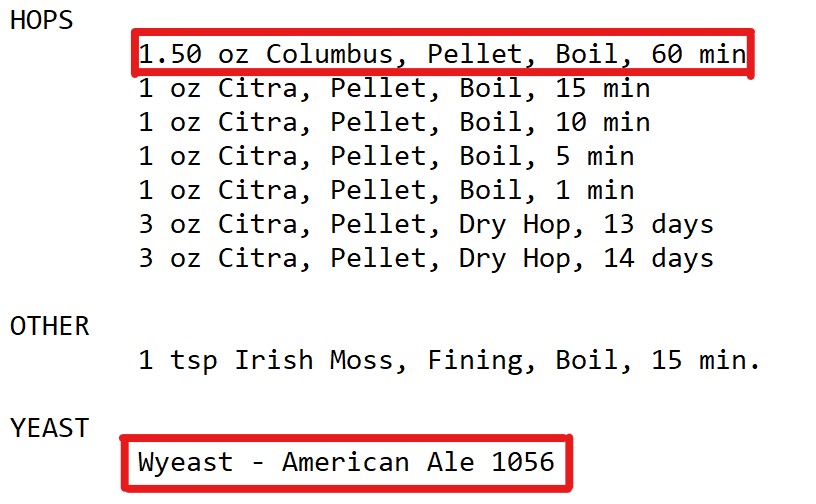 HOPS
1.50 oz Columbus, Pellet, Boil, 60 min
1 oz Citra, Pellet, Boil, 15 min
1 oz Citra, Pellet, Boil, 10 min
1 oz Citra, Pellet, Boil, 5 min
1 oz Citra, Pellet, Boil, 1 min
3 oz Citra, Pellet, Dry Hop, 13 days
3 oz Citra, Pellet, Dry Hop, 14 days
OTHER
1 tsp Irish Moss, Fining, Boil, 15 min.
YEAST
Wyeast - American Ale 1056